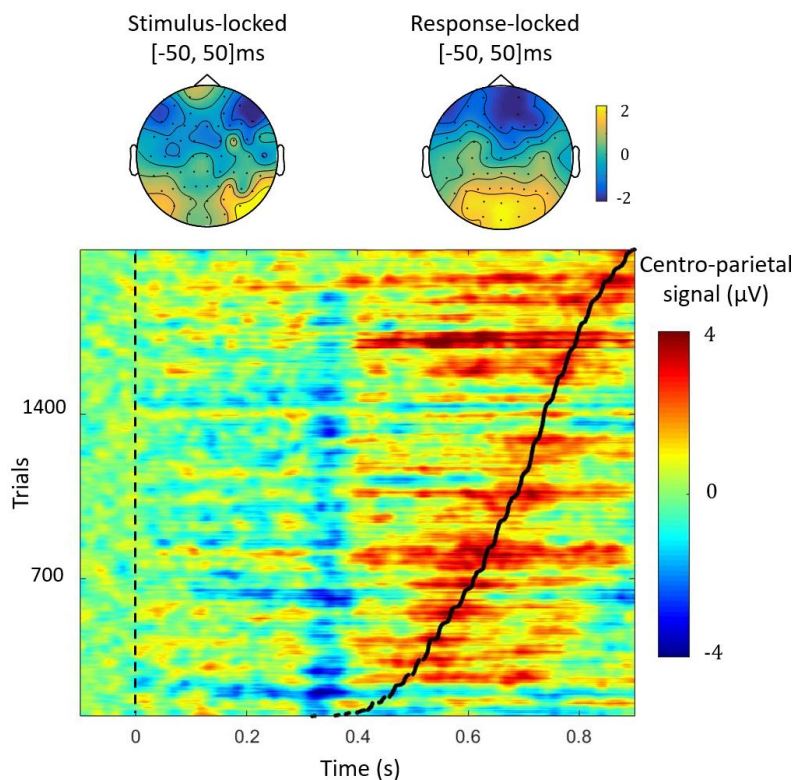 Stimulus-locked
[-50, 50]ms
Response-locked
[-50, 50]ms
2
0
-2
Centro-parietal
signal (µV)
4
0
-4
Trials
1400
700
0
0.2
0.4
0.6
0.8
Time (s)